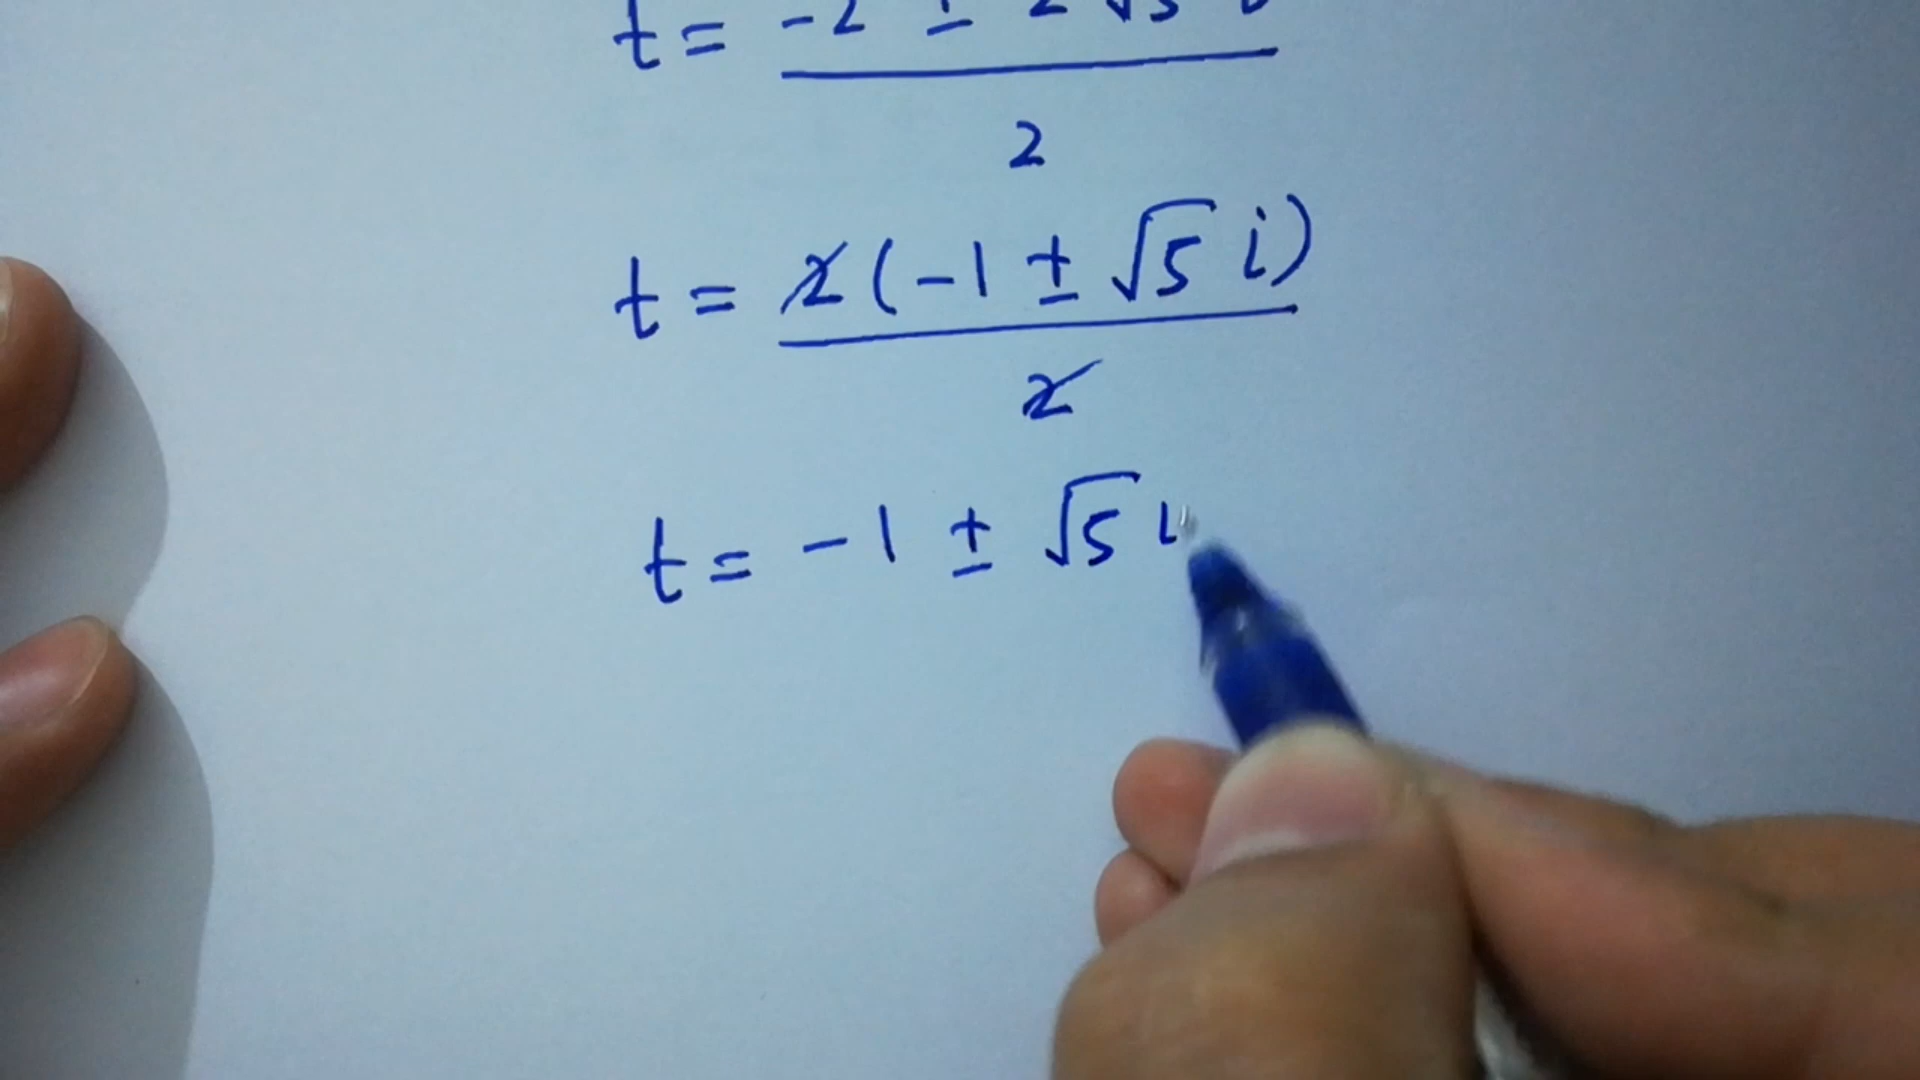 t = -2 ± 2√5 i
2
t = 2(-1 ± √5 i)
2
t = -1 ± √5 i